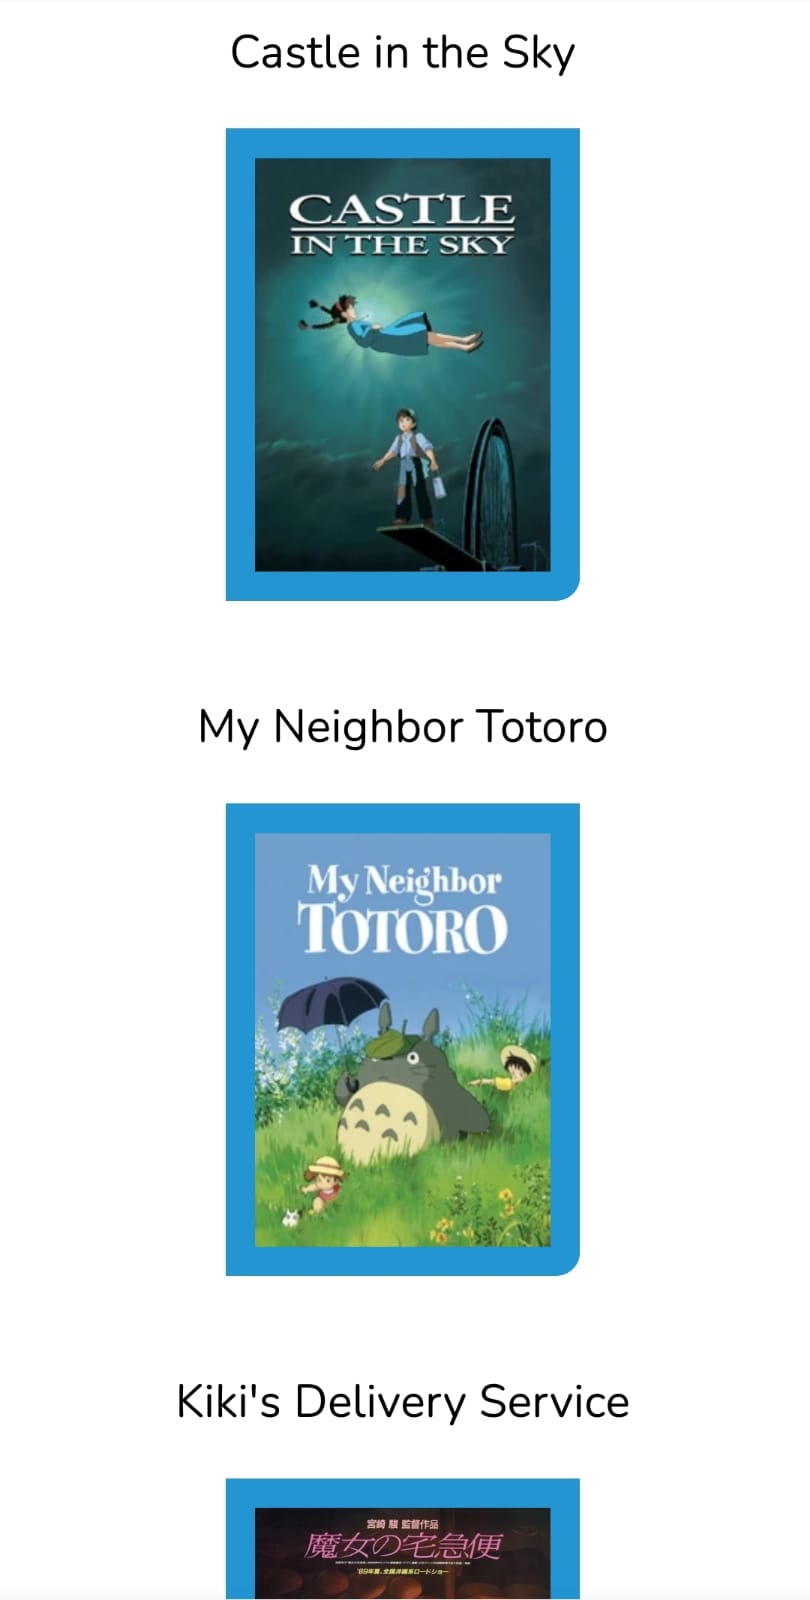 Castle in the Sky
CASTLE
IN THE SKY
My Neighbor Totoro
My Neighbor
TOTORO
Kiki's Delivery Service
宮崎 駿 監督作品
魔女の宅急便
'89年夏、全国洋画系ロードショー